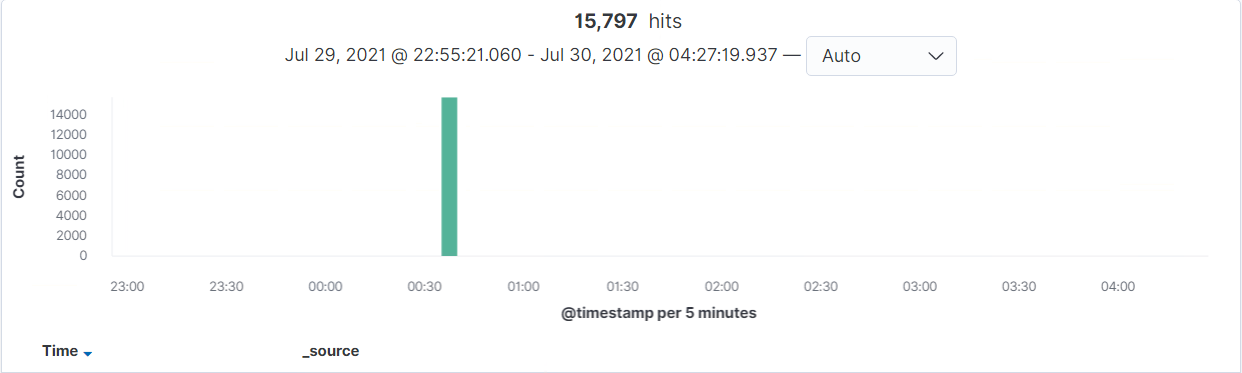 15,797 hits
Jul 29, 2021 @ 22:55:21.060 - Jul 30, 2021 @ 04:27:19.937 — Auto
Count
14000
12000
10000
8000
6000
4000
2000
0
23:00 23:30 00:00 00:30 01:00 01:30 02:00 02:30 03:00 03:30 04:00
@timestamp per 5 minutes
Time _source